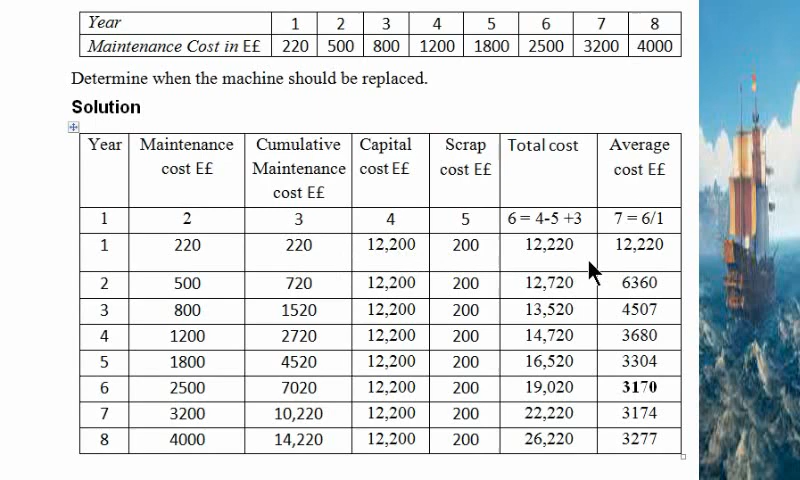 Year 1 2 3 4 5 6 7 8
Maintenance Cost in E£ 220 500 800 1200 1800 2500 3200 4000
Determine when the machine should be replaced.
Solution
Year Maintenance cost E£ Cumulative Maintenance cost E£ Capital cost E£ Scrap cost E£ Total cost Average cost E£
1 2 3 4 5 6 = 4-5 +3 7 = 6/1
1 220 220 12,200 200 12,220 12,220
2 500 720 12,200 200 12,720 6360
3 800 1520 12,200 200 13,520 4507
4 1200 2720 12,200 200 14,720 3680
5 1800 4520 12,200 200 16,520 3304
6 2500 7020 12,200 200 19,020 3170
7 3200 10,220 12,200 200 22,220 3174
8 4000 14,220 12,200 200 26,220 3277